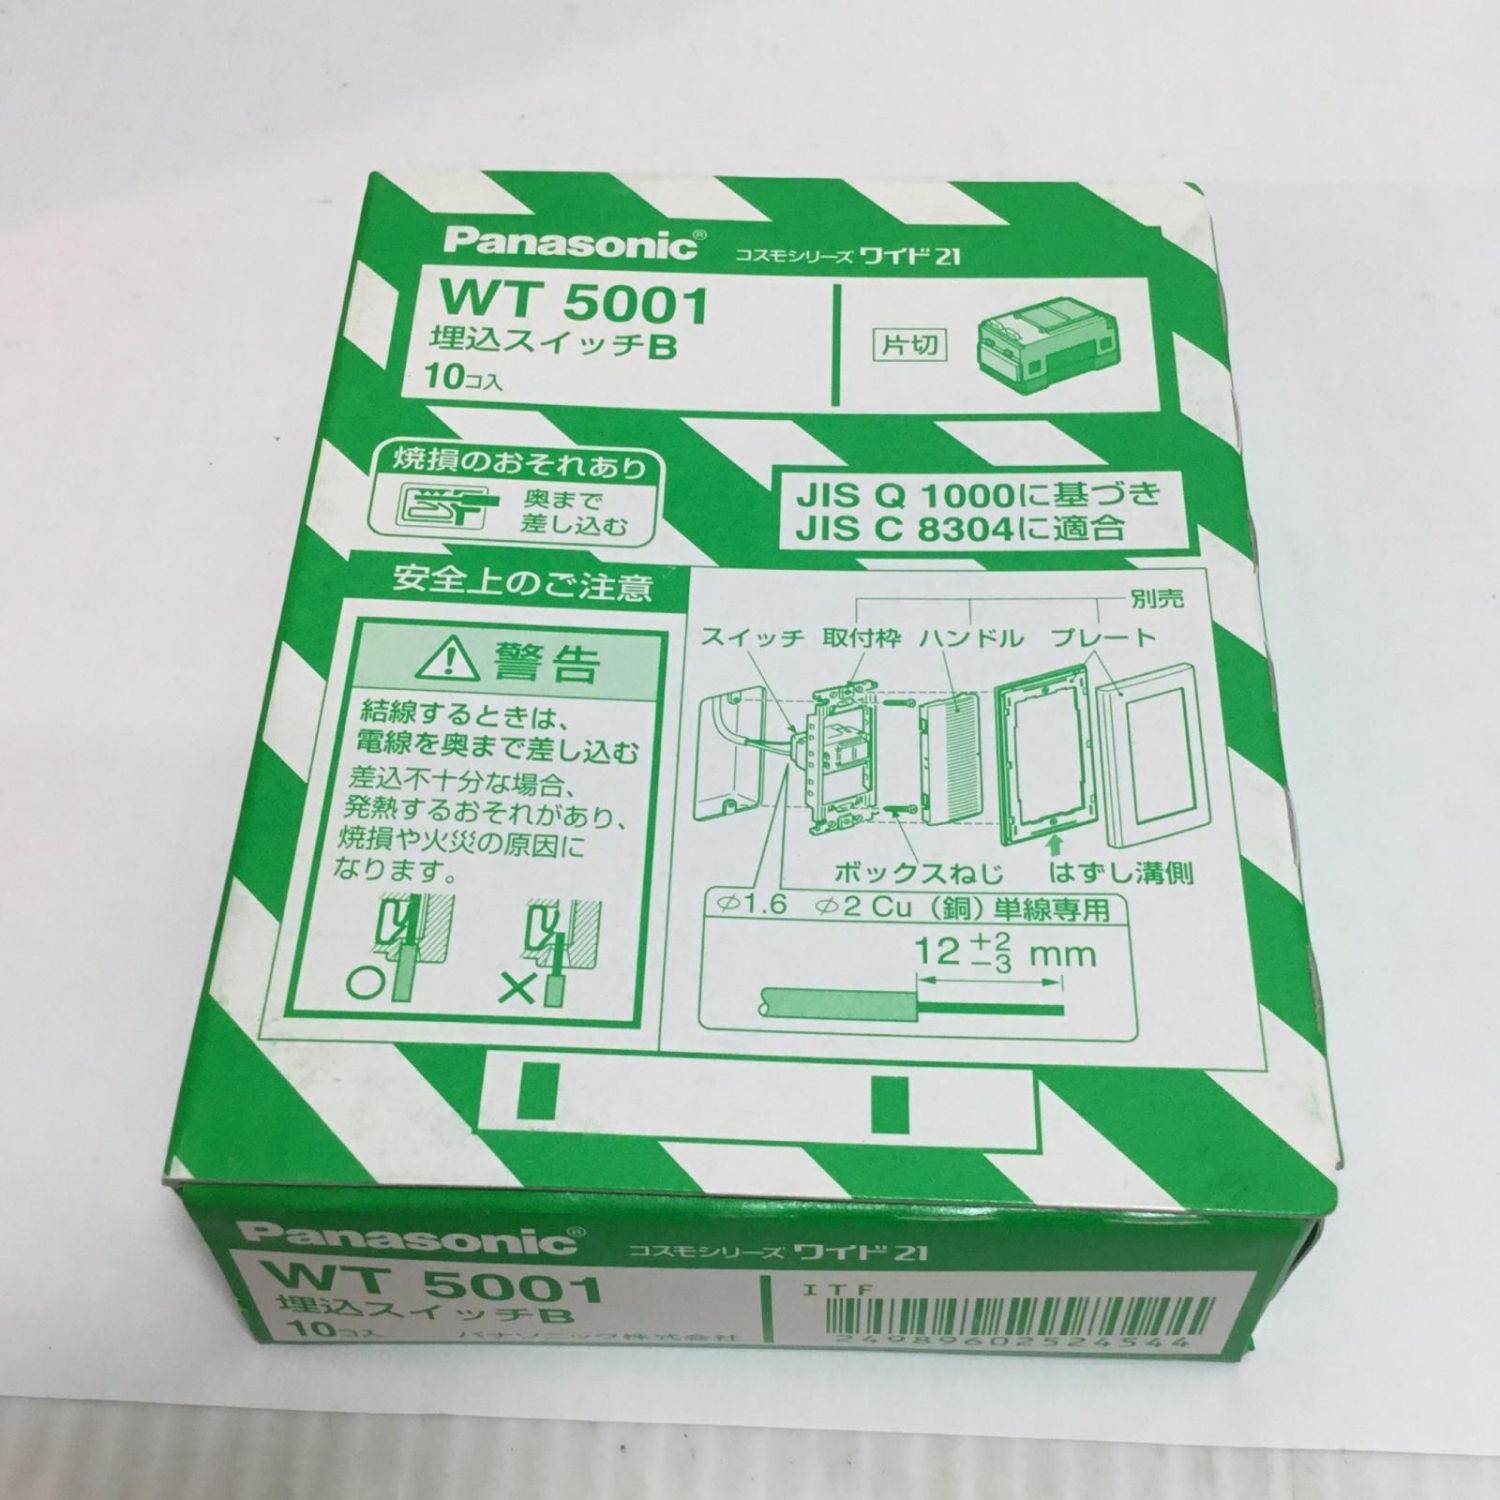 Panasonic® コスモシリーズ ワイド21
WT 5001
埋込スイッチB
10コ入
片切
焼損のおそれあり
奥まで
差し込む
JIS Q 1000に基づき
JIS C 8304に適合
安全上のご注意
警告
結線するときは、
電線を奥まで差し込む
差込不十分な場合、
発熱するおそれがあり、
焼損や火災の原因に
なります。
別売
スイッチ 取付枠 ハンドル プレート
ボックスねじ はずし溝側
φ1.6 φ2 Cu（銅）単線専用
12 +2 −3 mm
Panasonic® コスモシリーズ ワイド21
WT 5001
埋込スイッチB
10コ入 パナソニック株式会社
ITF
24989602524544